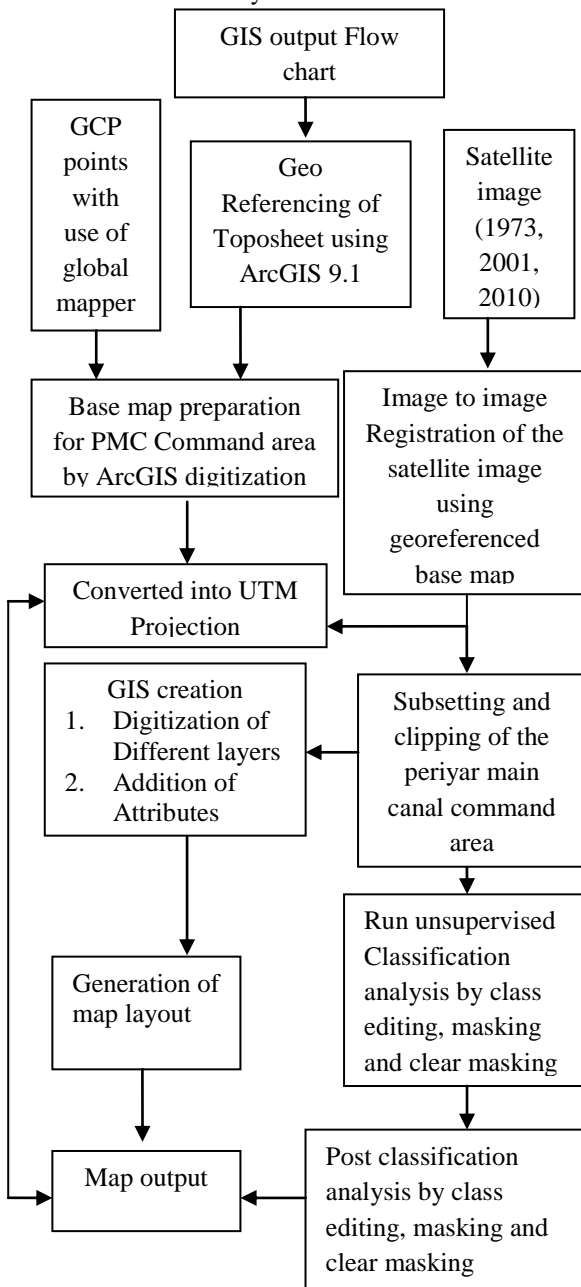 GIS output Flow
chart
GCP
points
with
use of
global
mapper
Geo
Referencing of
Toposheet using
ArcGIS 9.1
Satellite
image
(1973,
2001,
2010)
Base map preparation
for PMC Command area
by ArcGIS digitization
Image to image
Registration of the
satellite image
using
georeferenced
base map
Converted into UTM
Projection
GIS creation
1. Digitization of
Different layers
2. Addition of
Attributes
Subsetting and
clipping of the
periyar main
canal command
area
Run unsupervised
Classification
analysis by class
editing, masking
and clear masking
Generation of
map layout
Map output
Post classification
analysis by class
editing, masking and
clear masking